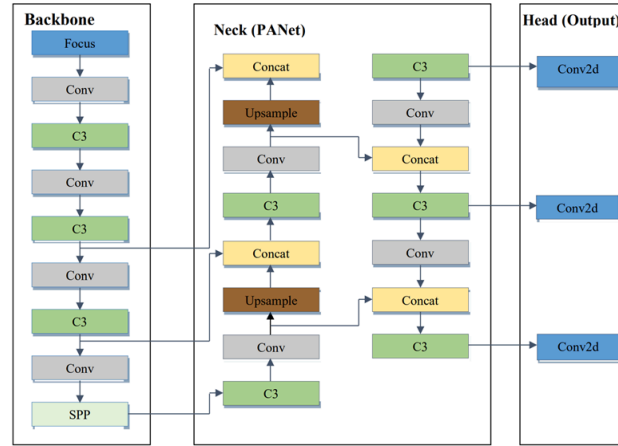 Backbone
Focus
Conv
C3
Conv
C3
Conv
C3
Conv
SPP
Neck (PANet)
Concat
Upsample
Conv
C3
Concat
Upsample
Conv
C3
C3
Conv
Concat
C3
Conv
Concat
C3
Head (Output)
Conv2d
Conv2d
Conv2d